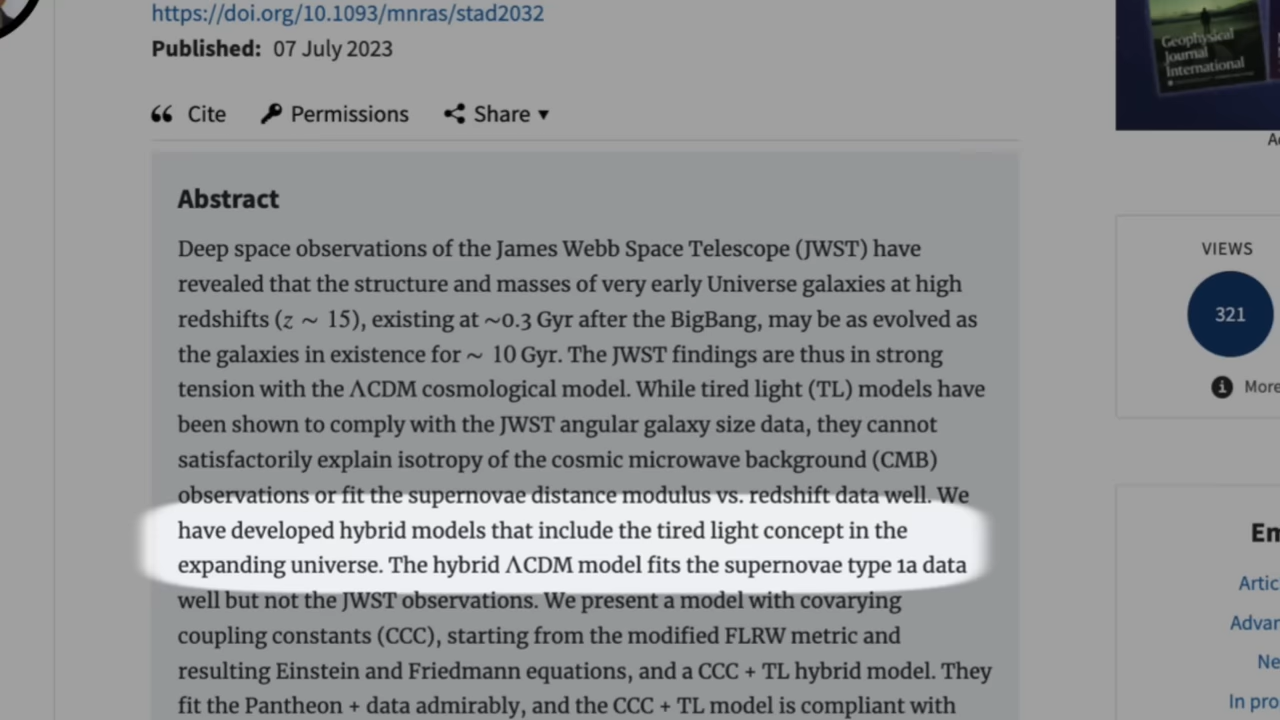 https://doi.org/10.1093/mnras/stad2032
Published: 07 July 2023
Cite Permissions Share
Geophysical
Journal
International
Abstract
Deep space observations of the James Webb Space Telescope (JWST) have
revealed that the structure and masses of very early Universe galaxies at high
redshifts (z ∼ 15), existing at ∼0.3 Gyr after the BigBang, may be as evolved as
the galaxies in existence for ∼ 10 Gyr. The JWST findings are thus in strong
tension with the ΛCDM cosmological model. While tired light (TL) models have
been shown to comply with the JWST angular galaxy size data, they cannot
satisfactorily explain isotropy of the cosmic microwave background (CMB)
observations or fit the supernovae distance modulus vs. redshift data well. We
have developed hybrid models that include the tired light concept in the
expanding universe. The hybrid ΛCDM model fits the supernovae type 1a data
well but not the JWST observations. We present a model with covarying
coupling constants (CCC), starting from the modified FLRW metric and
resulting Einstein and Friedmann equations, and a CCC + TL hybrid model. They
fit the Pantheon + data admirably, and the CCC + TL model is compliant with
VIEWS
321
More
Em
Artic
Advan
Ne
In pro